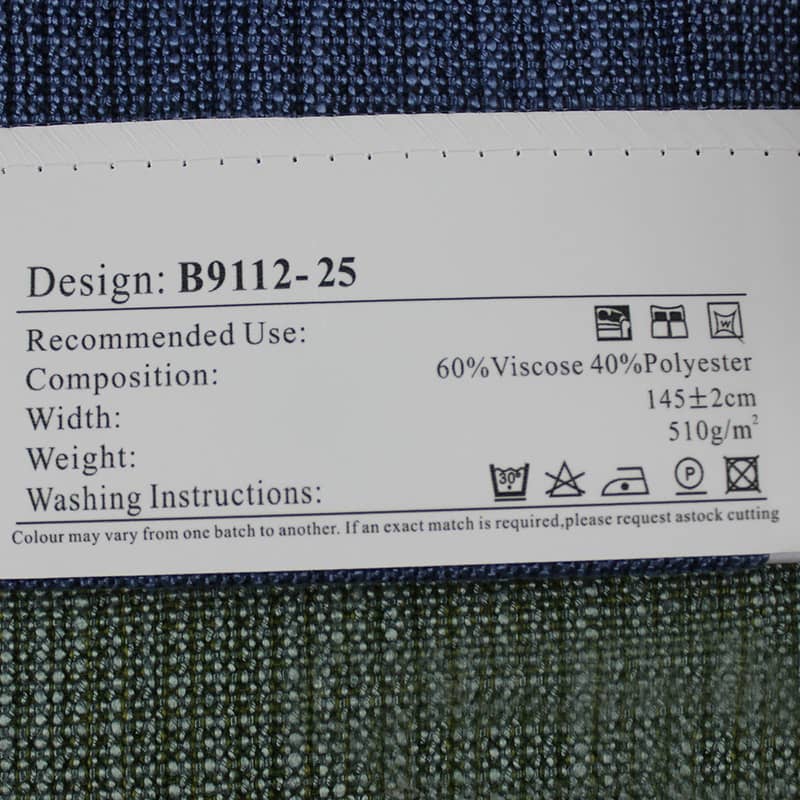 Design: B9112-25
Recommended Use:
Composition: 60%Viscose 40%Polyester
Width: 145±2cm
Weight: 510g/m²
Washing Instructions: 30° P
Colour may vary from one batch to another. If an exact match is required,please request astock cutting